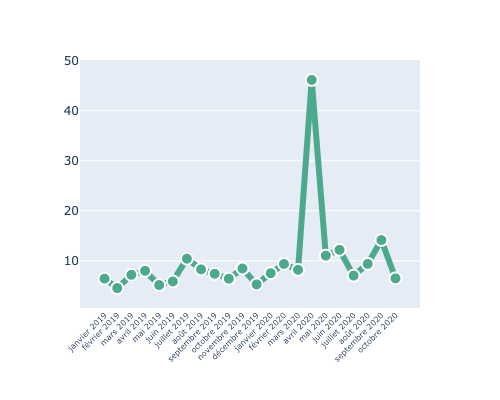 50
40
30
20
10
janvier 2019
février 2019
mars 2019
avril 2019
mai 2019
juin 2019
juillet 2019
août 2019
septembre 2019
octobre 2019
novembre 2019
décembre 2019
janvier 2020
février 2020
mars 2020
avril 2020
mai 2020
juin 2020
juillet 2020
août 2020
septembre 2020
octobre 2020